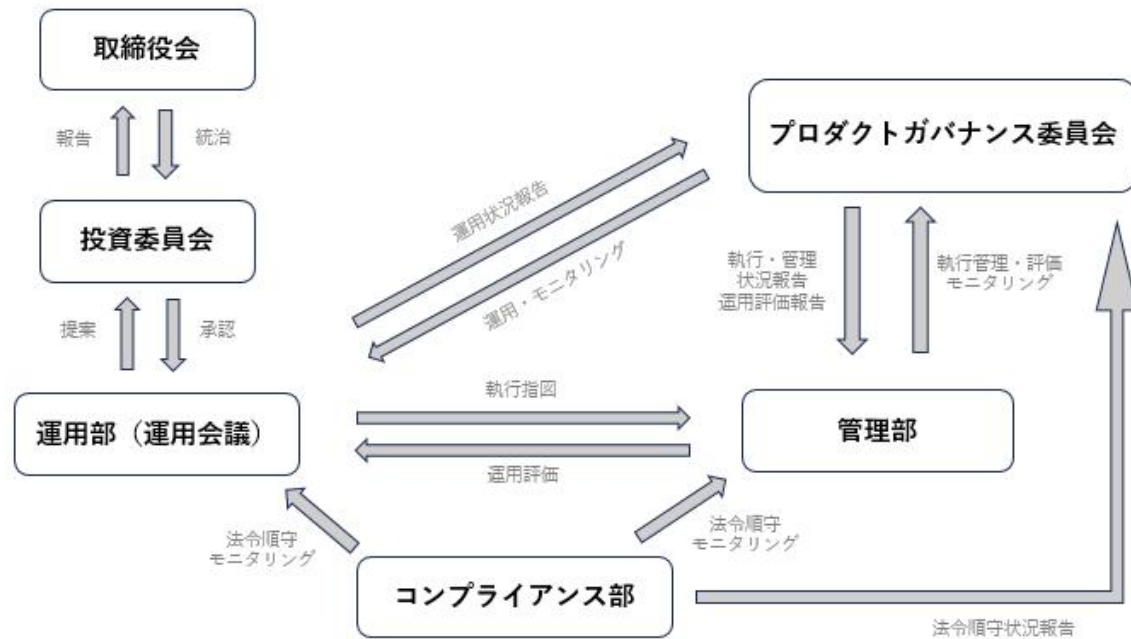 取締役会
報告
統治
プロダクトガバナンス委員会
投資委員会
運用状況報告
運用・モニタリング
執行・管理
状況報告
運用評価報告
執行管理・評価
モニタリング
提案
承認
執行指図
運用部（運用会議）
管理部
運用評価
法令順守
モニタリング
法令順守
モニタリング
コンプライアンス部
法令順守状況報告